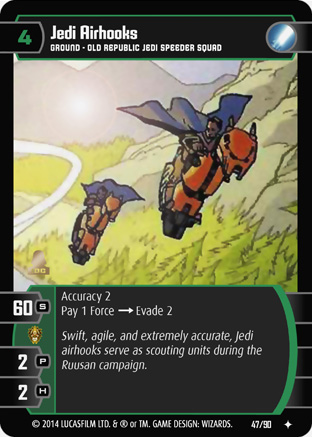 4
Jedi Airhooks
GROUND - OLD REPUBLIC JEDI SPEEDER SQUAD
60 S
Accuracy 2
Pay 1 Force → Evade 2
2 P
2 H
Swift, agile, and extremely accurate, Jedi
airhooks serve as scouting units during the
Ruusan campaign.
© 2014 LUCASFILM LTD. & ® or TM. GAME DESIGN: WIZARDS. 47/90